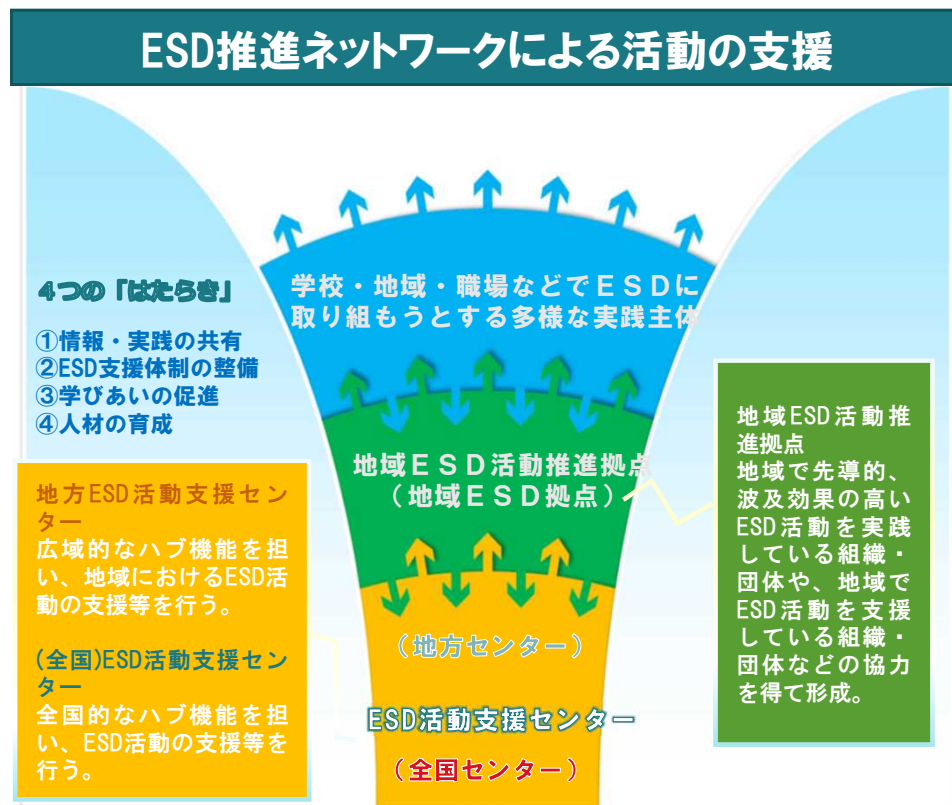 ESD推進ネットワークによる活動の支援
4つの「はたらき」
①情報・実践の共有
②ESD支援体制の整備
③学びあいの促進
④人材の育成
学校・地域・職場などでＥＳＤに
取り組もうとする多様な実践主体
地域ＥＳＤ活動推進拠点
（地域ＥＳＤ拠点）
（地方センター）
ESD活動支援センター
（全国センター）
地方ESD活動支援セン
ター
広域的なハブ機能を担
い、地域におけるESD活
動の支援等を行う。
(全国)ESD活動支援セン
ター
全国的なハブ機能を担
い、ESD活動の支援等を
行う。
地域ESD活動推
進拠点
地域で先導的、
波及効果の高い
ESD活動を実践
している組織・
団体や、地域で
ESD活動を支援
している組織・
団体などの協力
を得て形成。